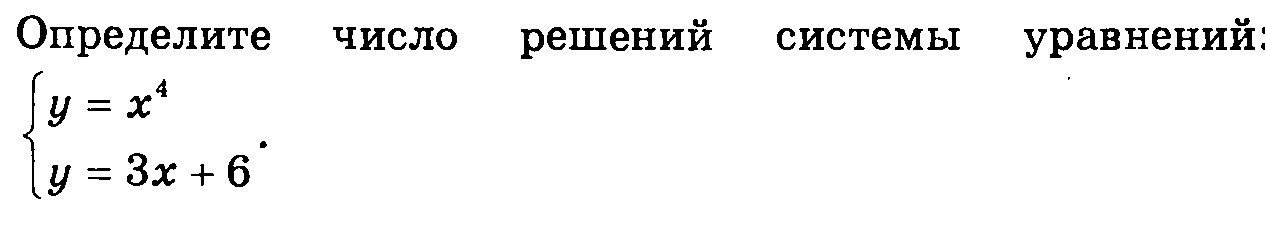 Определите число решений системы уравнений:
y = x⁴
y = 3x + 6.